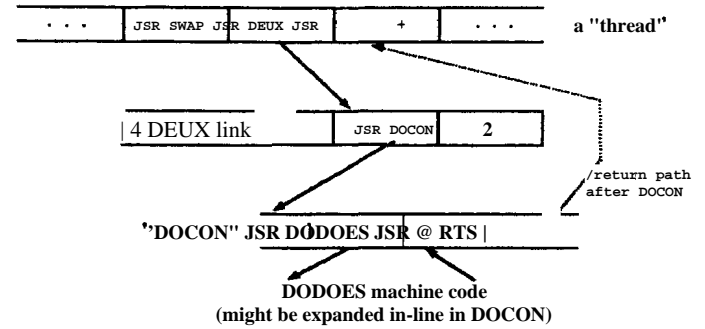 . . . JSR SWAP JSR DEUX JSR + . . . a "thread"
| 4 DEUX link JSR DOCON 2
/return path
after DOCON
"DOCON" JSR DODOES JSR @ RTS |
DODOES machine code
(might be expanded in-line in DOCON)